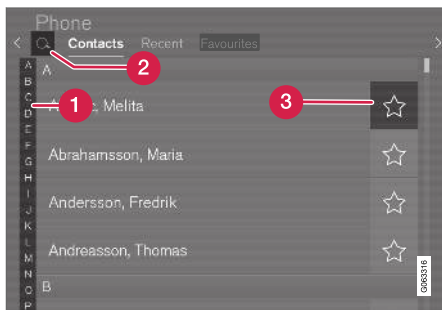 Phone
Contacts Recent Favourites
2
A
B
C
D
E
F
G
H
I
J
K
L
M
N
O
P
A
1
Melita
3
Abrahamsson, Maria
Andersson, Fredrik
Andreasson, Thomas
B
G063316